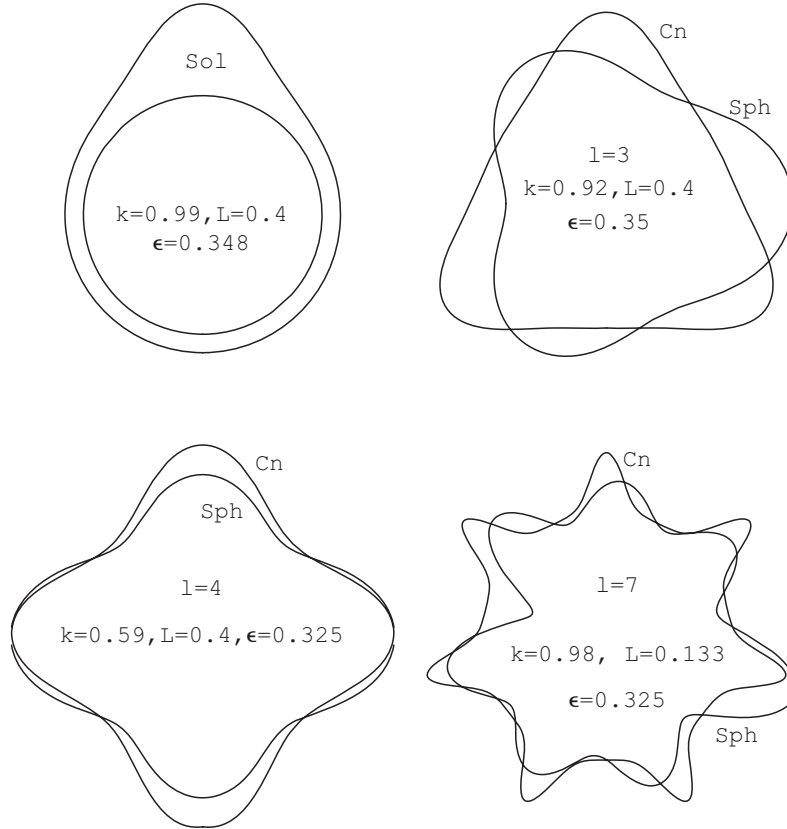 Sol
k=0.99,L=0.4
ϵ=0.348
Cn
Sph
l=3
k=0.92,L=0.4
ϵ=0.35
Cn
Sph
l=4
k=0.59,L=0.4,ϵ=0.325
Cn
l=7
k=0.98, L=0.133
ϵ=0.325
Sph